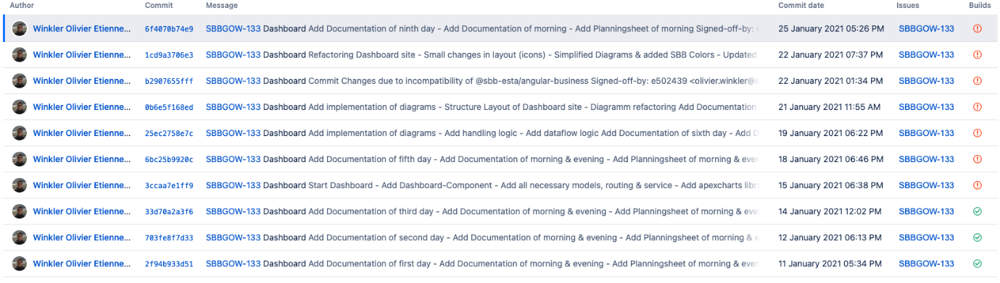 Author Commit Message Commit date Issues Builds
Winkler Olivier Etienne... 6f4070b74e9 SBBGOW-133 Dashboard Add Documentation of ninth day - Add Documentation of morning - Add Planningsheet of morning Signed-off-by: e 25 January 2021 05:26 PM SBBGOW-133
Winkler Olivier Etienne... 1cd9a3706e3 SBBGOW-133 Dashboard Refactoring Dashboard site - Small changes in layout (icons) - Simplified Diagrams & added SBB Colors - Updated 22 January 2021 07:37 PM SBBGOW-133
Winkler Olivier Etienne... b2907655fff SBBGOW-133 Dashboard Commit Changes due to incompatibility of @sbb-esta/angular-business Signed-off-by: e502439 <olivier.winkler@s 22 January 2021 01:34 PM SBBGOW-133
Winkler Olivier Etienne... 0b6e5f168ed SBBGOW-133 Dashboard Add implementation of diagrams - Structure Layout of Dashboard site - Diagramm refactoring Add Documentation 21 January 2021 11:55 AM SBBGOW-133
Winkler Olivier Etienne... 25ec2758e7c SBBGOW-133 Dashboard Add implementation of diagrams - Add handling logic - Add dataflow logic Add Documentation of sixth day - Add D 19 January 2021 06:22 PM SBBGOW-133
Winkler Olivier Etienne... 6bc25b9920c SBBGOW-133 Dashboard Add Documentation of fifth day - Add Documentation of morning & evening - Add Planningsheet of morning & even 18 January 2021 06:46 PM SBBGOW-133
Winkler Olivier Etienne... 3ccaa7e1ff9 SBBGOW-133 Dashboard Start Dashboard - Add Dashboard-Component - Add all necessary models, routing & service - Add apexcharts libr 15 January 2021 06:38 PM SBBGOW-133
Winkler Olivier Etienne... 33d70a2a3f6 SBBGOW-133 Dashboard Add Documentation of third day - Add Documentation of morning & evening - Add Planningsheet of morning & eve 14 January 2021 12:02 PM SBBGOW-133
Winkler Olivier Etienne... 703fe8f7d33 SBBGOW-133 Dashboard Add Documentation of second day - Add Documentation of morning & evening - Add Planningsheet of morning & e 12 January 2021 06:13 PM SBBGOW-133
Winkler Olivier Etienne... 2f94b933d51 SBBGOW-133 Dashboard Add Documentation of first day - Add Documentation of morning & evening - Add Planningsheet of morning & even 11 January 2021 05:34 PM SBBGOW-133